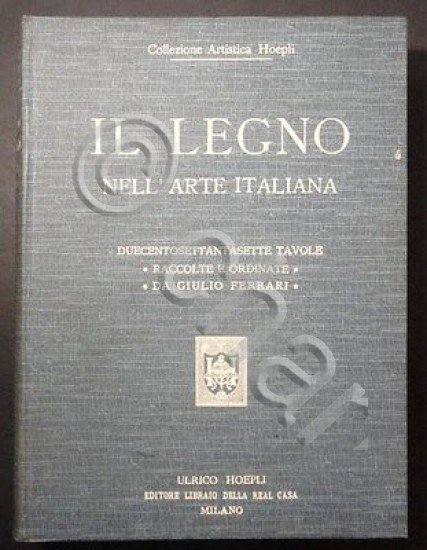 Collezione Artistica Hoepli
IL LEGNO
NELL' ARTE ITALIANA
DUECENTOSETTANTASETTE TAVOLE
• RACCOLTE E ORDINATE •
• DA GIULIO FERRARI •
ULRICO HOEPLI
EDITORE LIBRAIO DELLA REAL CASA
MILANO